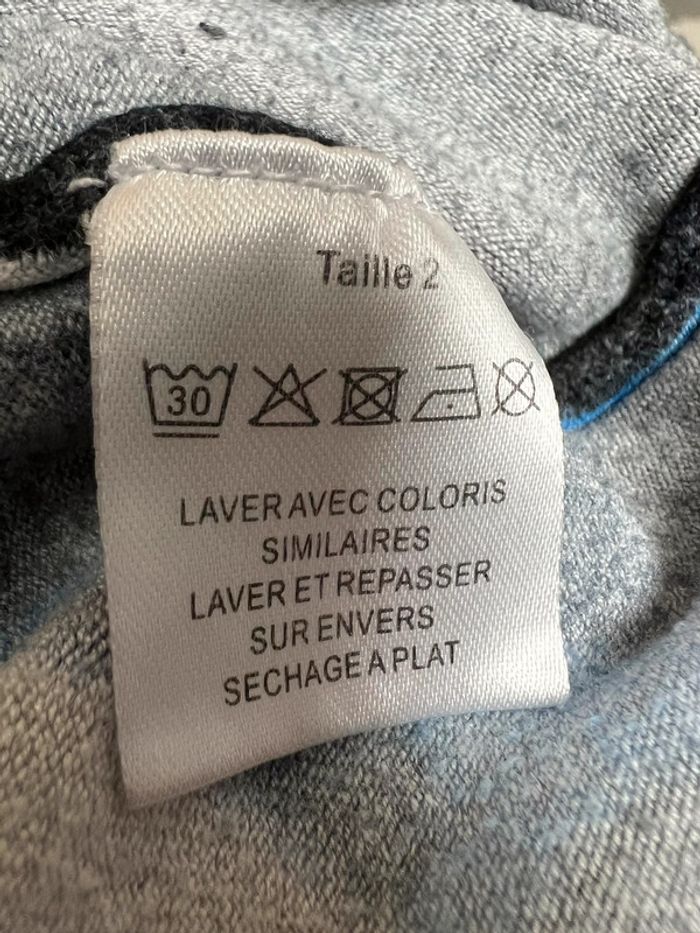 Taille 2
30
LAVER AVEC COLORIS
SIMILAIRES
LAVER ET REPASSER
SUR ENVERS
SECHAGE A PLAT